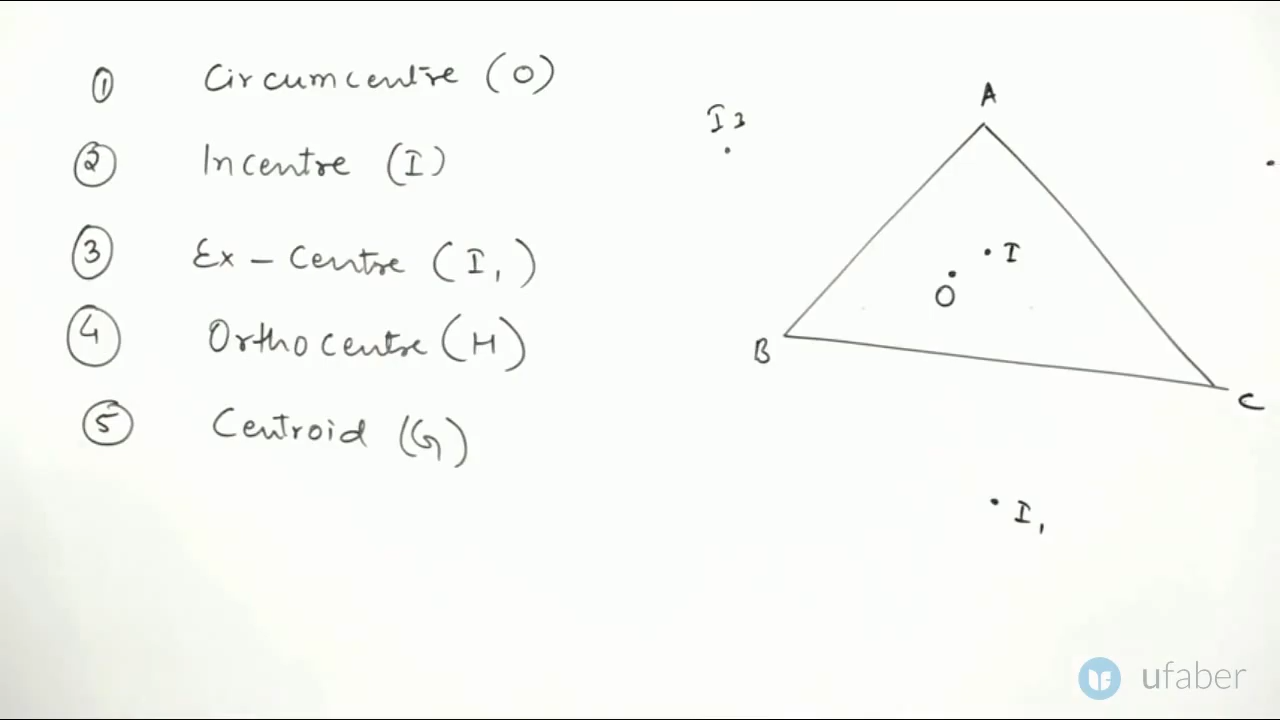 ① Circumcentre (O)
② Incentre (I)
③ Ex-Centre (I₁)
④ Orthocentre (H)
⑤ Centroid (G)
I₃
A
I
O
B
C
I₁
ufaber